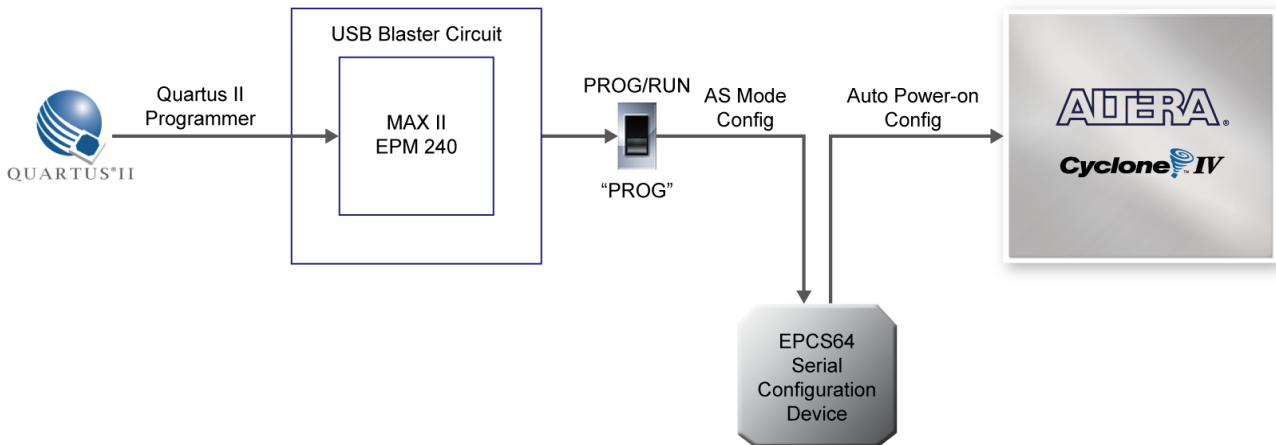 USB Blaster Circuit
Quartus II
Programmer
QUARTUS®II
MAX II
EPM 240
PROG/RUN
“PROG”
AS Mode
Config
Auto Power-on
Config
ALTERA®
Cyclone™ IV
EPCS64
Serial
Configuration
Device